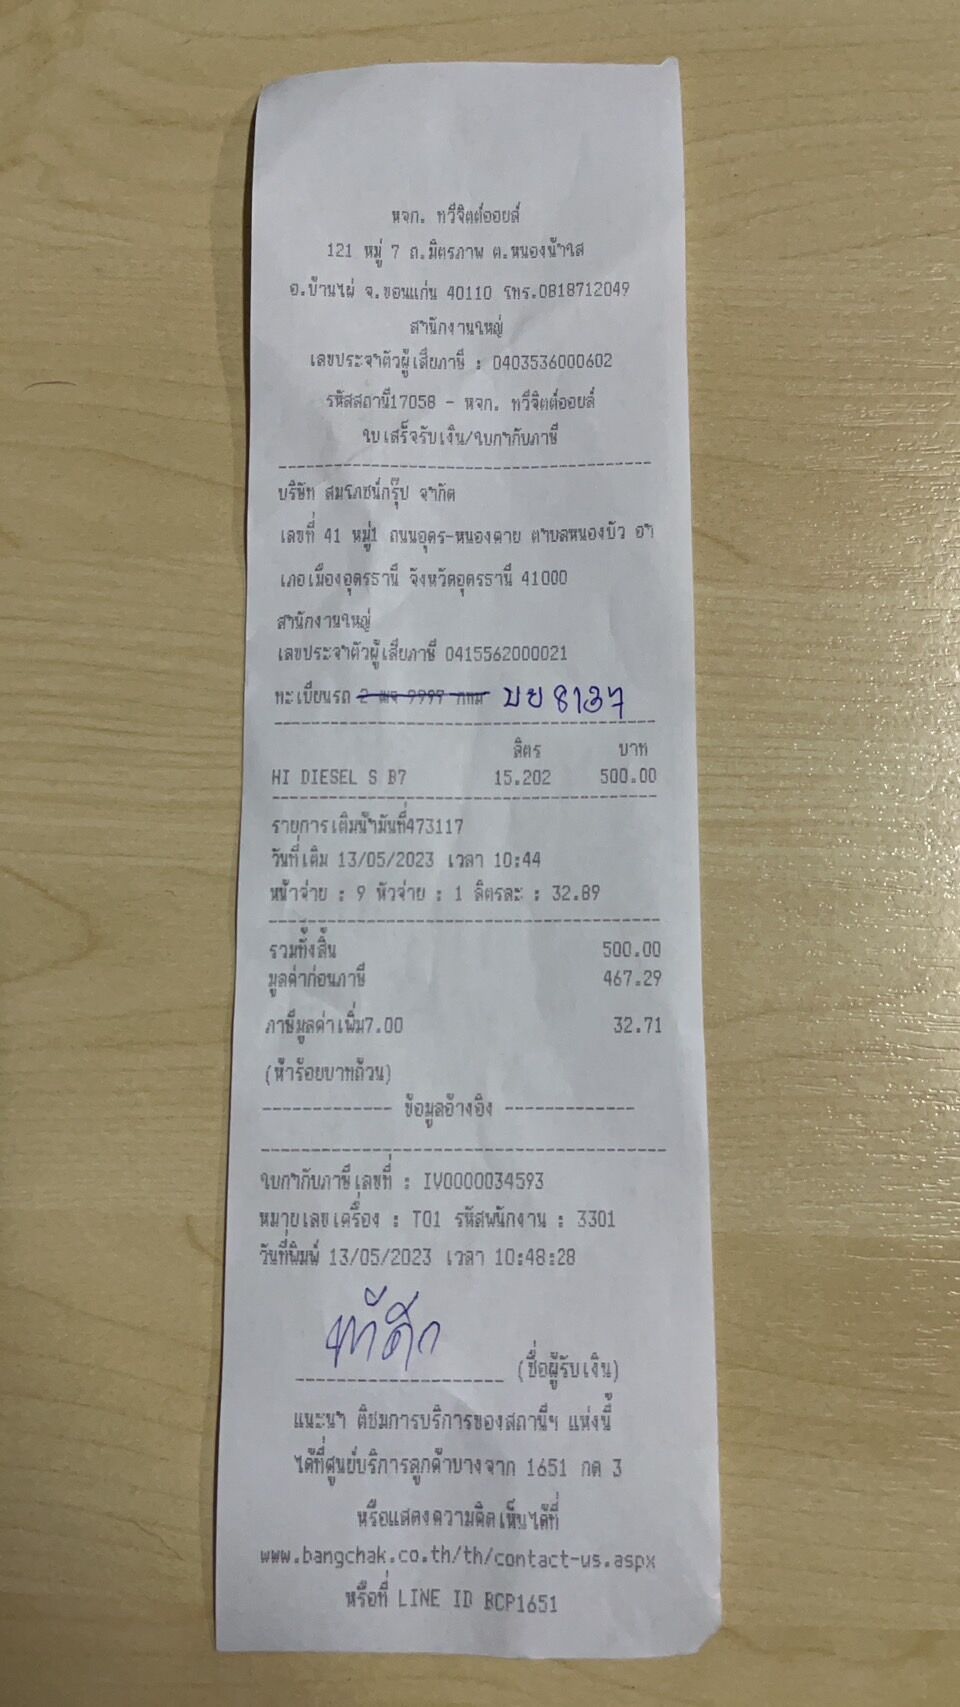 หจก. ทวีจิตต์ออยล์
121 หมู่ 7 ถ.มิตรภาพ ต.หนองน้ำใส
อ.บ้านไผ่ จ.ขอนแก่น 40110 โทร.0818712049
สำนักงานใหญ่
เลขประจำตัวผู้เสียภาษี : 0403536000602
รหัสสถานี17058 - หจก. ทวีจิตต์ออยล์
ใบเสร็จรับเงิน/ใบกำกับภาษี
บริษัท สมโภชน์กรุ๊ป จำกัด
เลขที่ 41 หมู่1 ถนนอุดร-หนองคาย ตำบลหนองบัว อำ
เภอเมืองอุดรธานี จังหวัดอุดรธานี 41000
สำนักงานใหญ่
เลขประจำตัวผู้เสียภาษี 0415562000021
ทะเบียนรถ บย 8137
ลิตร บาท
HI DIESEL S B7 15.202 500.00
รายการเติมน้ำมันที่473117
วันที่เติม 13/05/2023 เวลา 10:44
หน้าจ่าย : 9 หัวจ่าย : 1 ลิตรละ : 32.89
รวมทั้งสิ้น 500.00
มูลค่าก่อนภาษี 467.29
ภาษีมูลค่าเพิ่ม7.00 32.71
(ห้าร้อยบาทถ้วน)
------------ ข้อมูลอ้างอิง ------------
ใบกำกับภาษีเลขที่ : IV0000034593
หมายเลขเครื่อง : T01 รหัสพนักงาน : 3301
วันที่พิมพ์ 13/05/2023 เวลา 10:48:28
(ชื่อผู้รับเงิน)
แนะนำ ติชมการบริการของสถานีฯ แห่งนี้
ได้ที่ศูนย์บริการลูกค้าบางจาก 1651 กด 3
หรือแสดงความคิดเห็นได้ที่
www.bangchak.co.th/th/contact-us.aspx
หรือที่ LINE ID BCP1651